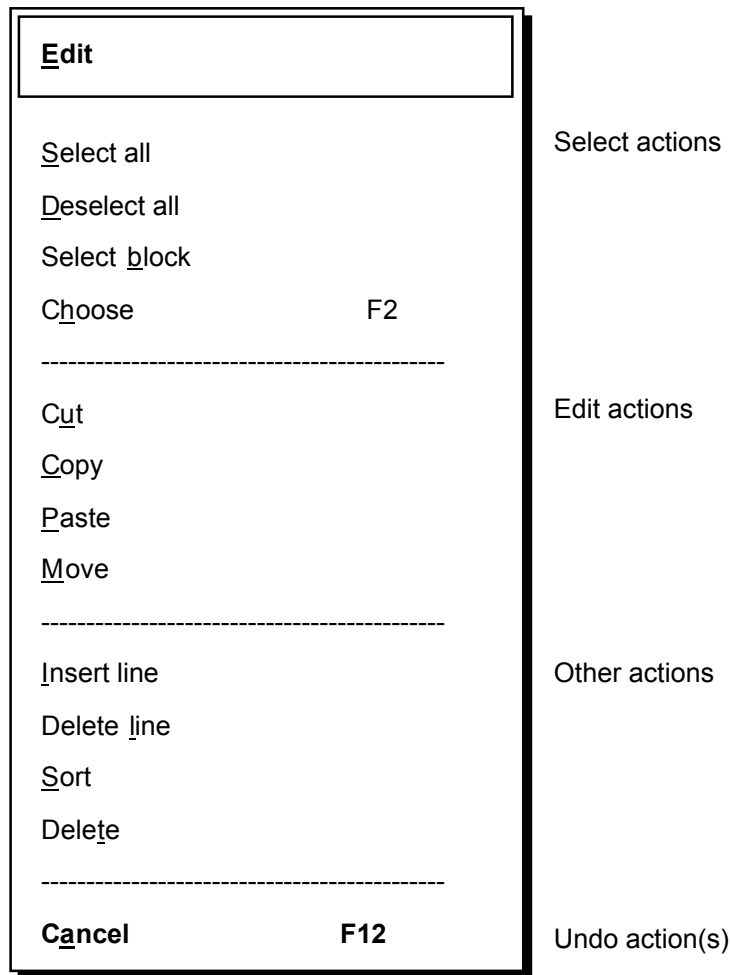 Edit
Select all Select actions
Deselect all
Select block
Choose F2
---------------------------------------------
Cut Edit actions
Copy
Paste
Move
---------------------------------------------
Insert line Other actions
Delete line
Sort
Delete
---------------------------------------------
Cancel F12 Undo action(s)